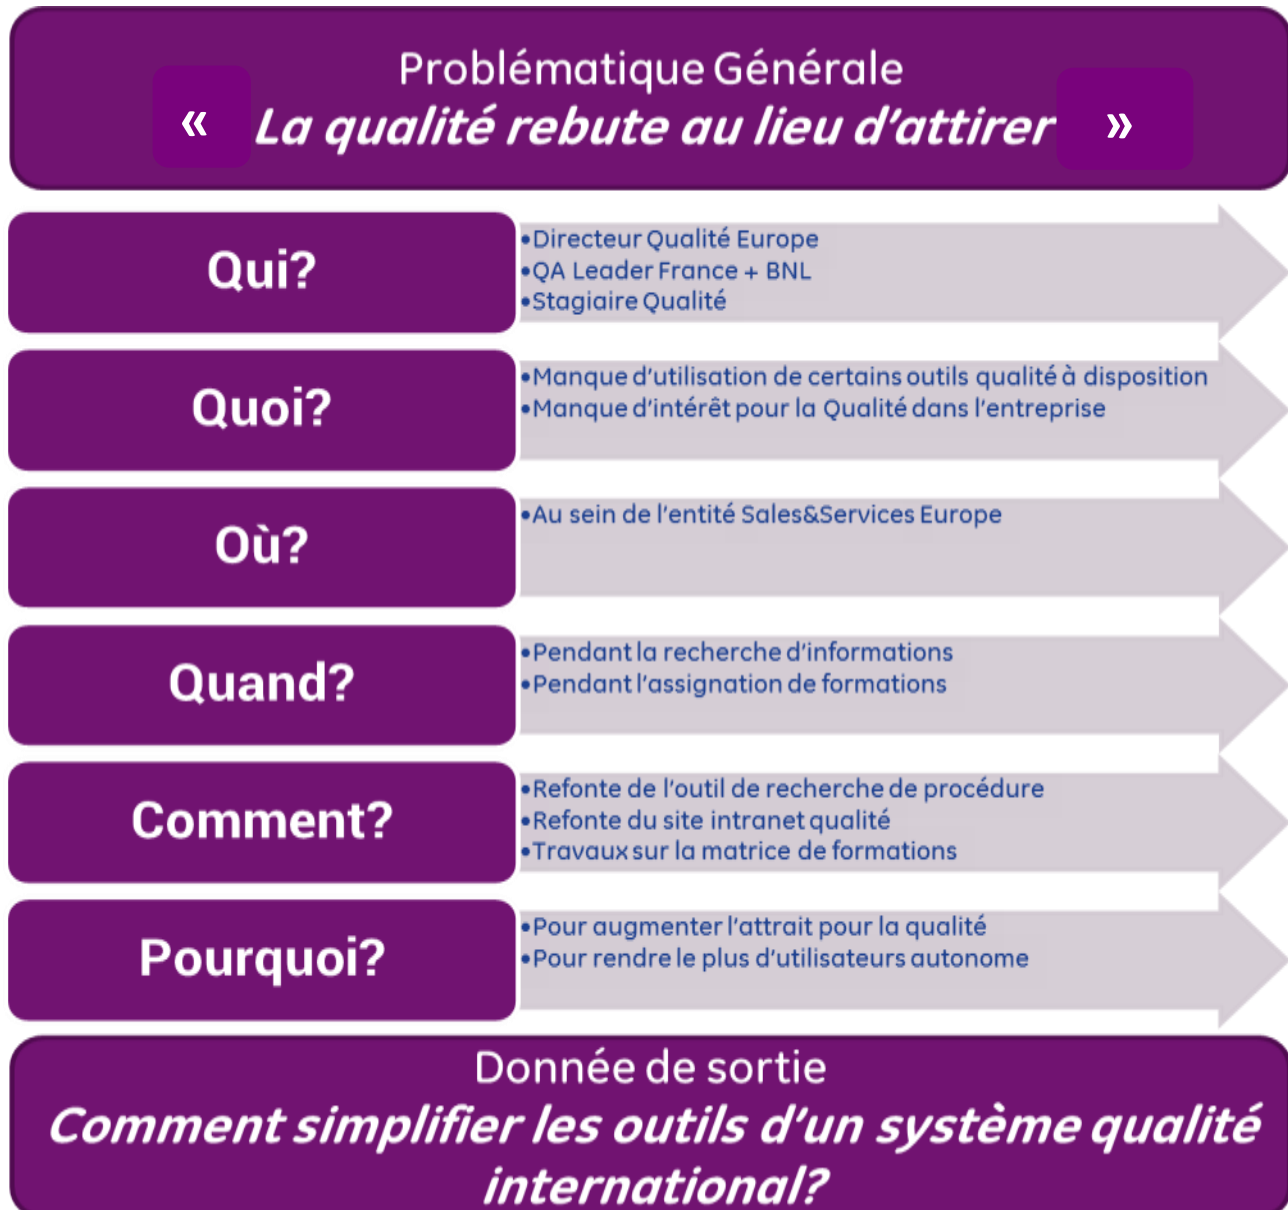 Problématique Générale
« La qualité rebute au lieu d'attirer »
Qui?
•Directeur Qualité Europe
•QA Leader France + BNL
•Stagiaire Qualité
Quoi?
•Manque d'utilisation de certains outils qualité à disposition
•Manque d'intérêt pour la Qualité dans l'entreprise
Où?
•Au sein de l'entité Sales&Services Europe
Quand?
•Pendant la recherche d'informations
•Pendant l'assignation de formations
Comment?
•Refonte de l'outil de recherche de procédure
•Refonte du site intranet qualité
•Travaux sur la matrice de formations
Pourquoi?
•Pour augmenter l'attrait pour la qualité
•Pour rendre le plus d'utilisateurs autonome
Donnée de sortie
Comment simplifier les outils d'un système qualité
international?